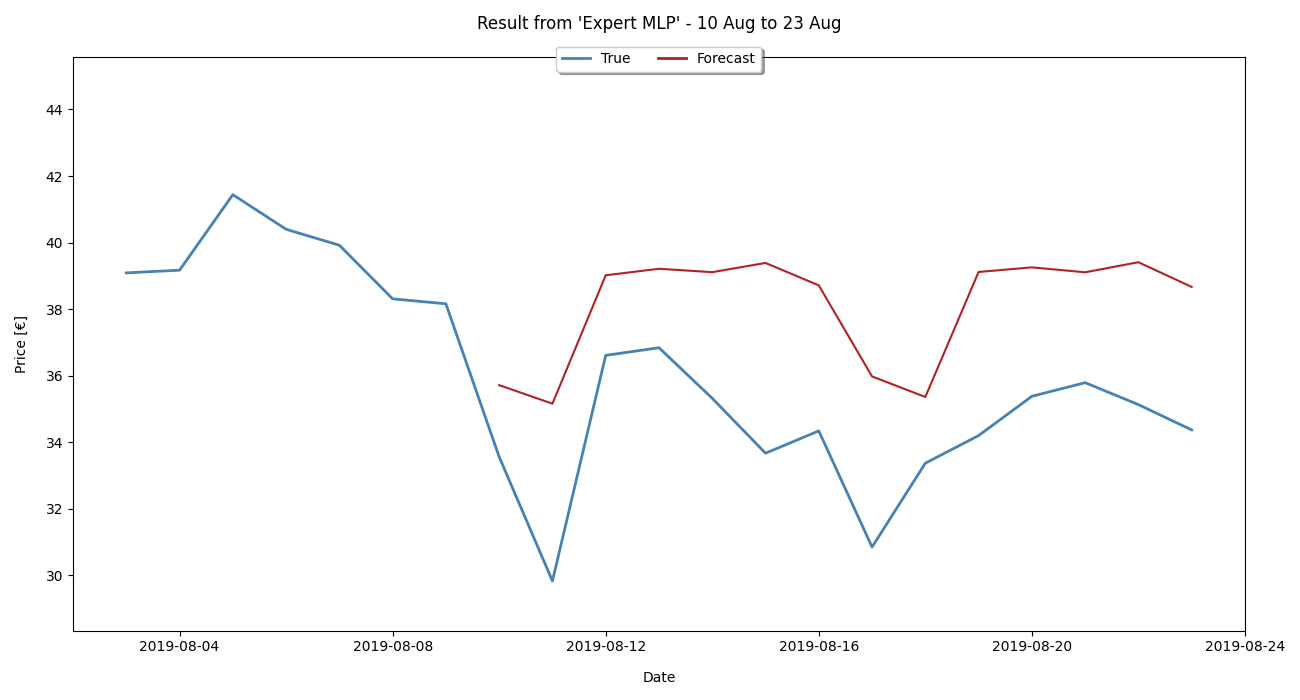 Result from 'Expert MLP' - 10 Aug to 23 Aug
True Forecast
44
42
40
38
36
34
32
30
Price [€]
2019-08-04 2019-08-08 2019-08-12 2019-08-16 2019-08-20 2019-08-24
Date